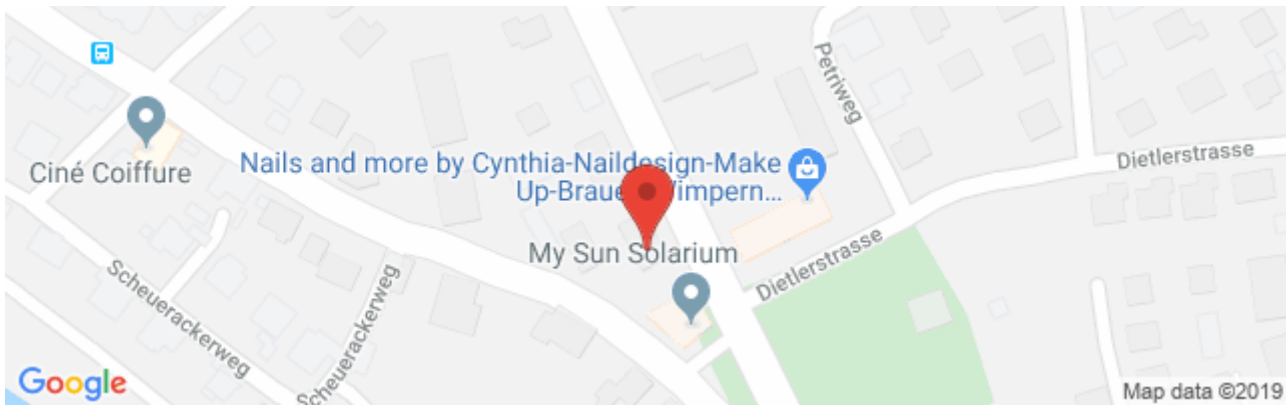 Petriweg
Dietlerstrasse
Ciné Coiffure
Nails and more by Cynthia-Naildesign-Make
Up-Braue
impern...
My Sun Solarium
Dietlerstrasse
Scheuerackerweg
Scheuerackerweg
Google
Map data ©2019